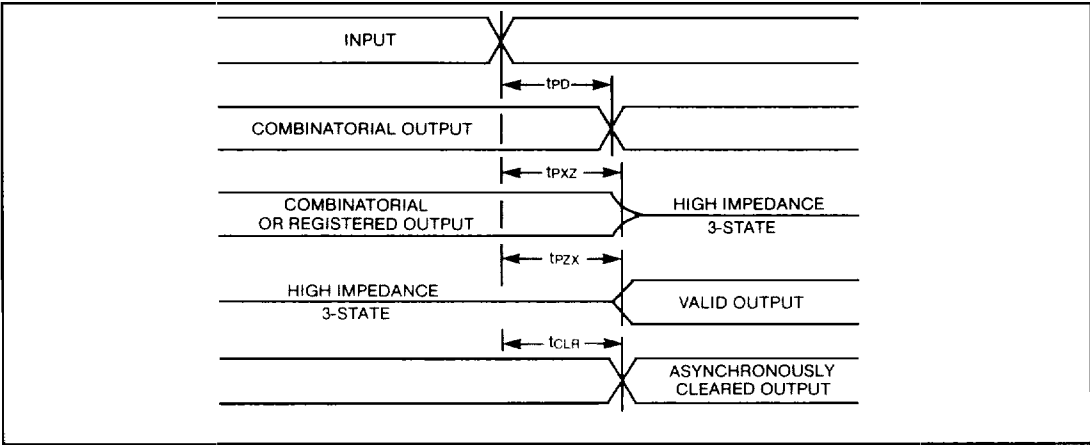 INPUT
tPD
COMBINATORIAL OUTPUT
tPXZ
COMBINATORIAL
OR REGISTERED OUTPUT
HIGH IMPEDANCE
3-STATE
tPZX
HIGH IMPEDANCE
3-STATE
VALID OUTPUT
tCLR
ASYNCHRONOUSLY
CLEARED OUTPUT